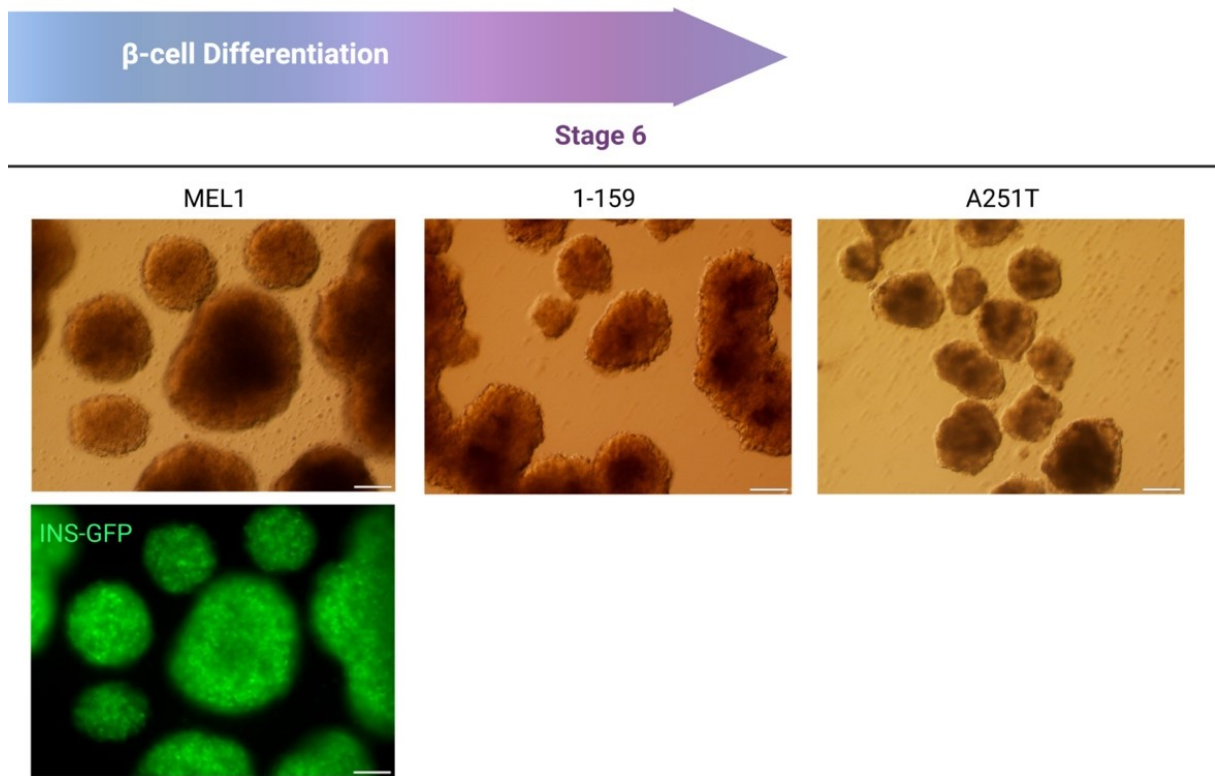 β-cell Differentiation
Stage 6
MEL1
1-159
A251T
INS-GFP